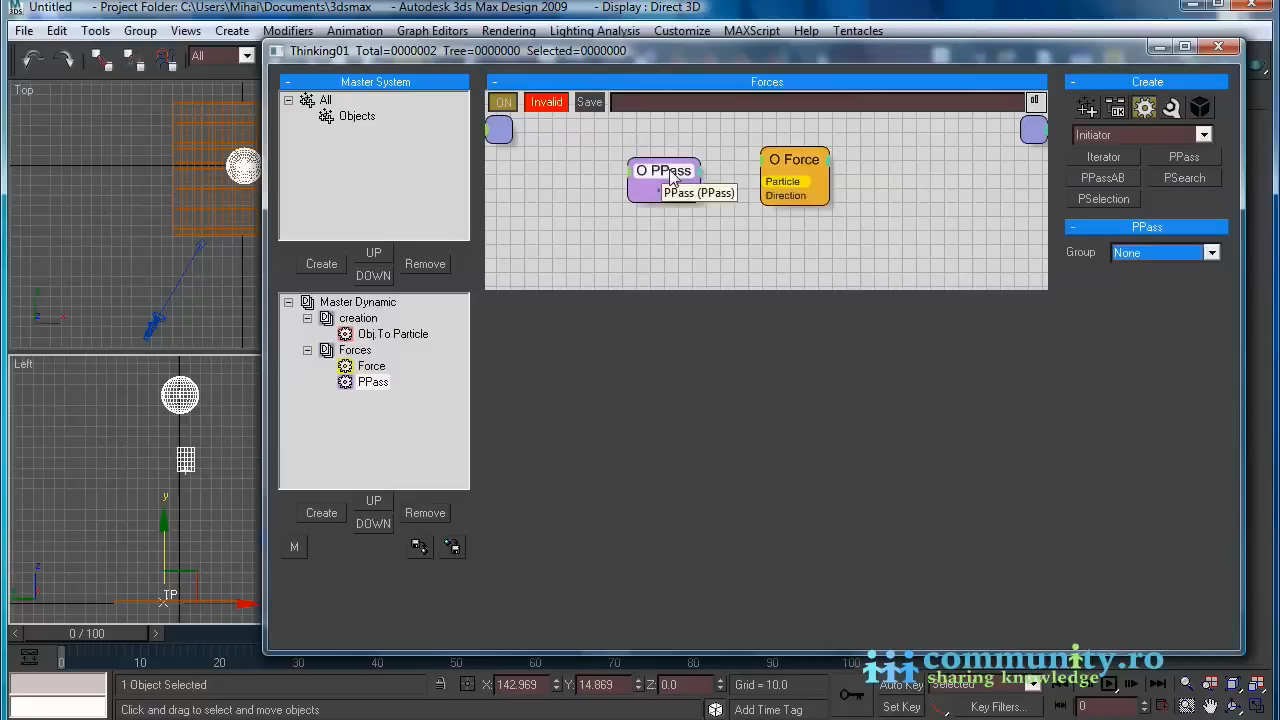 Untitled - Project Folder: C:\Users\Mihai\Documents\3dsmax - Autodesk 3ds Max Design 2009 - Display : Direct 3D
File Edit Tools Group Views Create Modifiers Animation Graph Editors Rendering Lighting Analysis Customize MAXScript Help Tentacles
Thinking01 Total=0000002 Tree=0000000 Selected=0000000
All
Master System
Forces
Create
Top
All
Objects
ON Invalid Save
Initiator
Iterator PPass
PPassAB PSearch
PSelection
O PPass
PPass (PPass)
O Force
Particle
Direction
PPass
Group None
UP
Create Remove
DOWN
Master Dynamic
creation
Obj.To Particle
Forces
Force
PPass
Left
y
z
x
TP
UP
Create Remove
DOWN
M
0 / 100
0 10 20 30 40 50 60 70 80 90 100
community.ro
sharing knowledge
1 Object Selected X: 142.969 Y: 14.869 Z: 0.0 Grid = 10.0 Auto Key Selected
Click and drag to select and move objects Add Time Tag Set Key Key Filters... 0